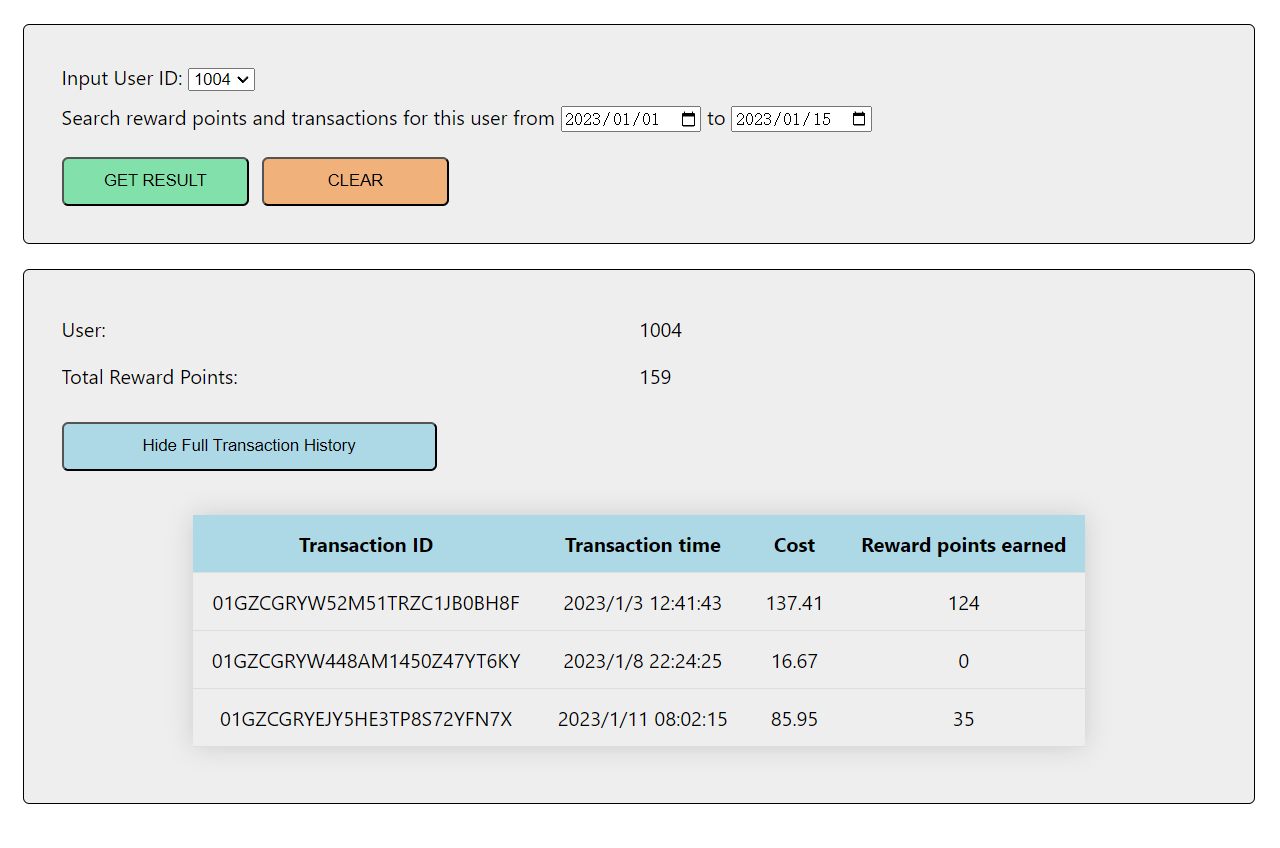 Input User ID: 1004
Search reward points and transactions for this user from 2023/01/01 to 2023/01/15
GET RESULT CLEAR
User: 1004
Total Reward Points: 159
Hide Full Transaction History
Transaction ID Transaction time Cost Reward points earned
01GZCGRYW52M51TRZC1JB0BH8F 2023/1/3 12:41:43 137.41 124
01GZCGRYW448AM1450Z47YT6KY 2023/1/8 22:24:25 16.67 0
01GZCGRYEJY5HE3TP8S72YFN7X 2023/1/11 08:02:15 85.95 35